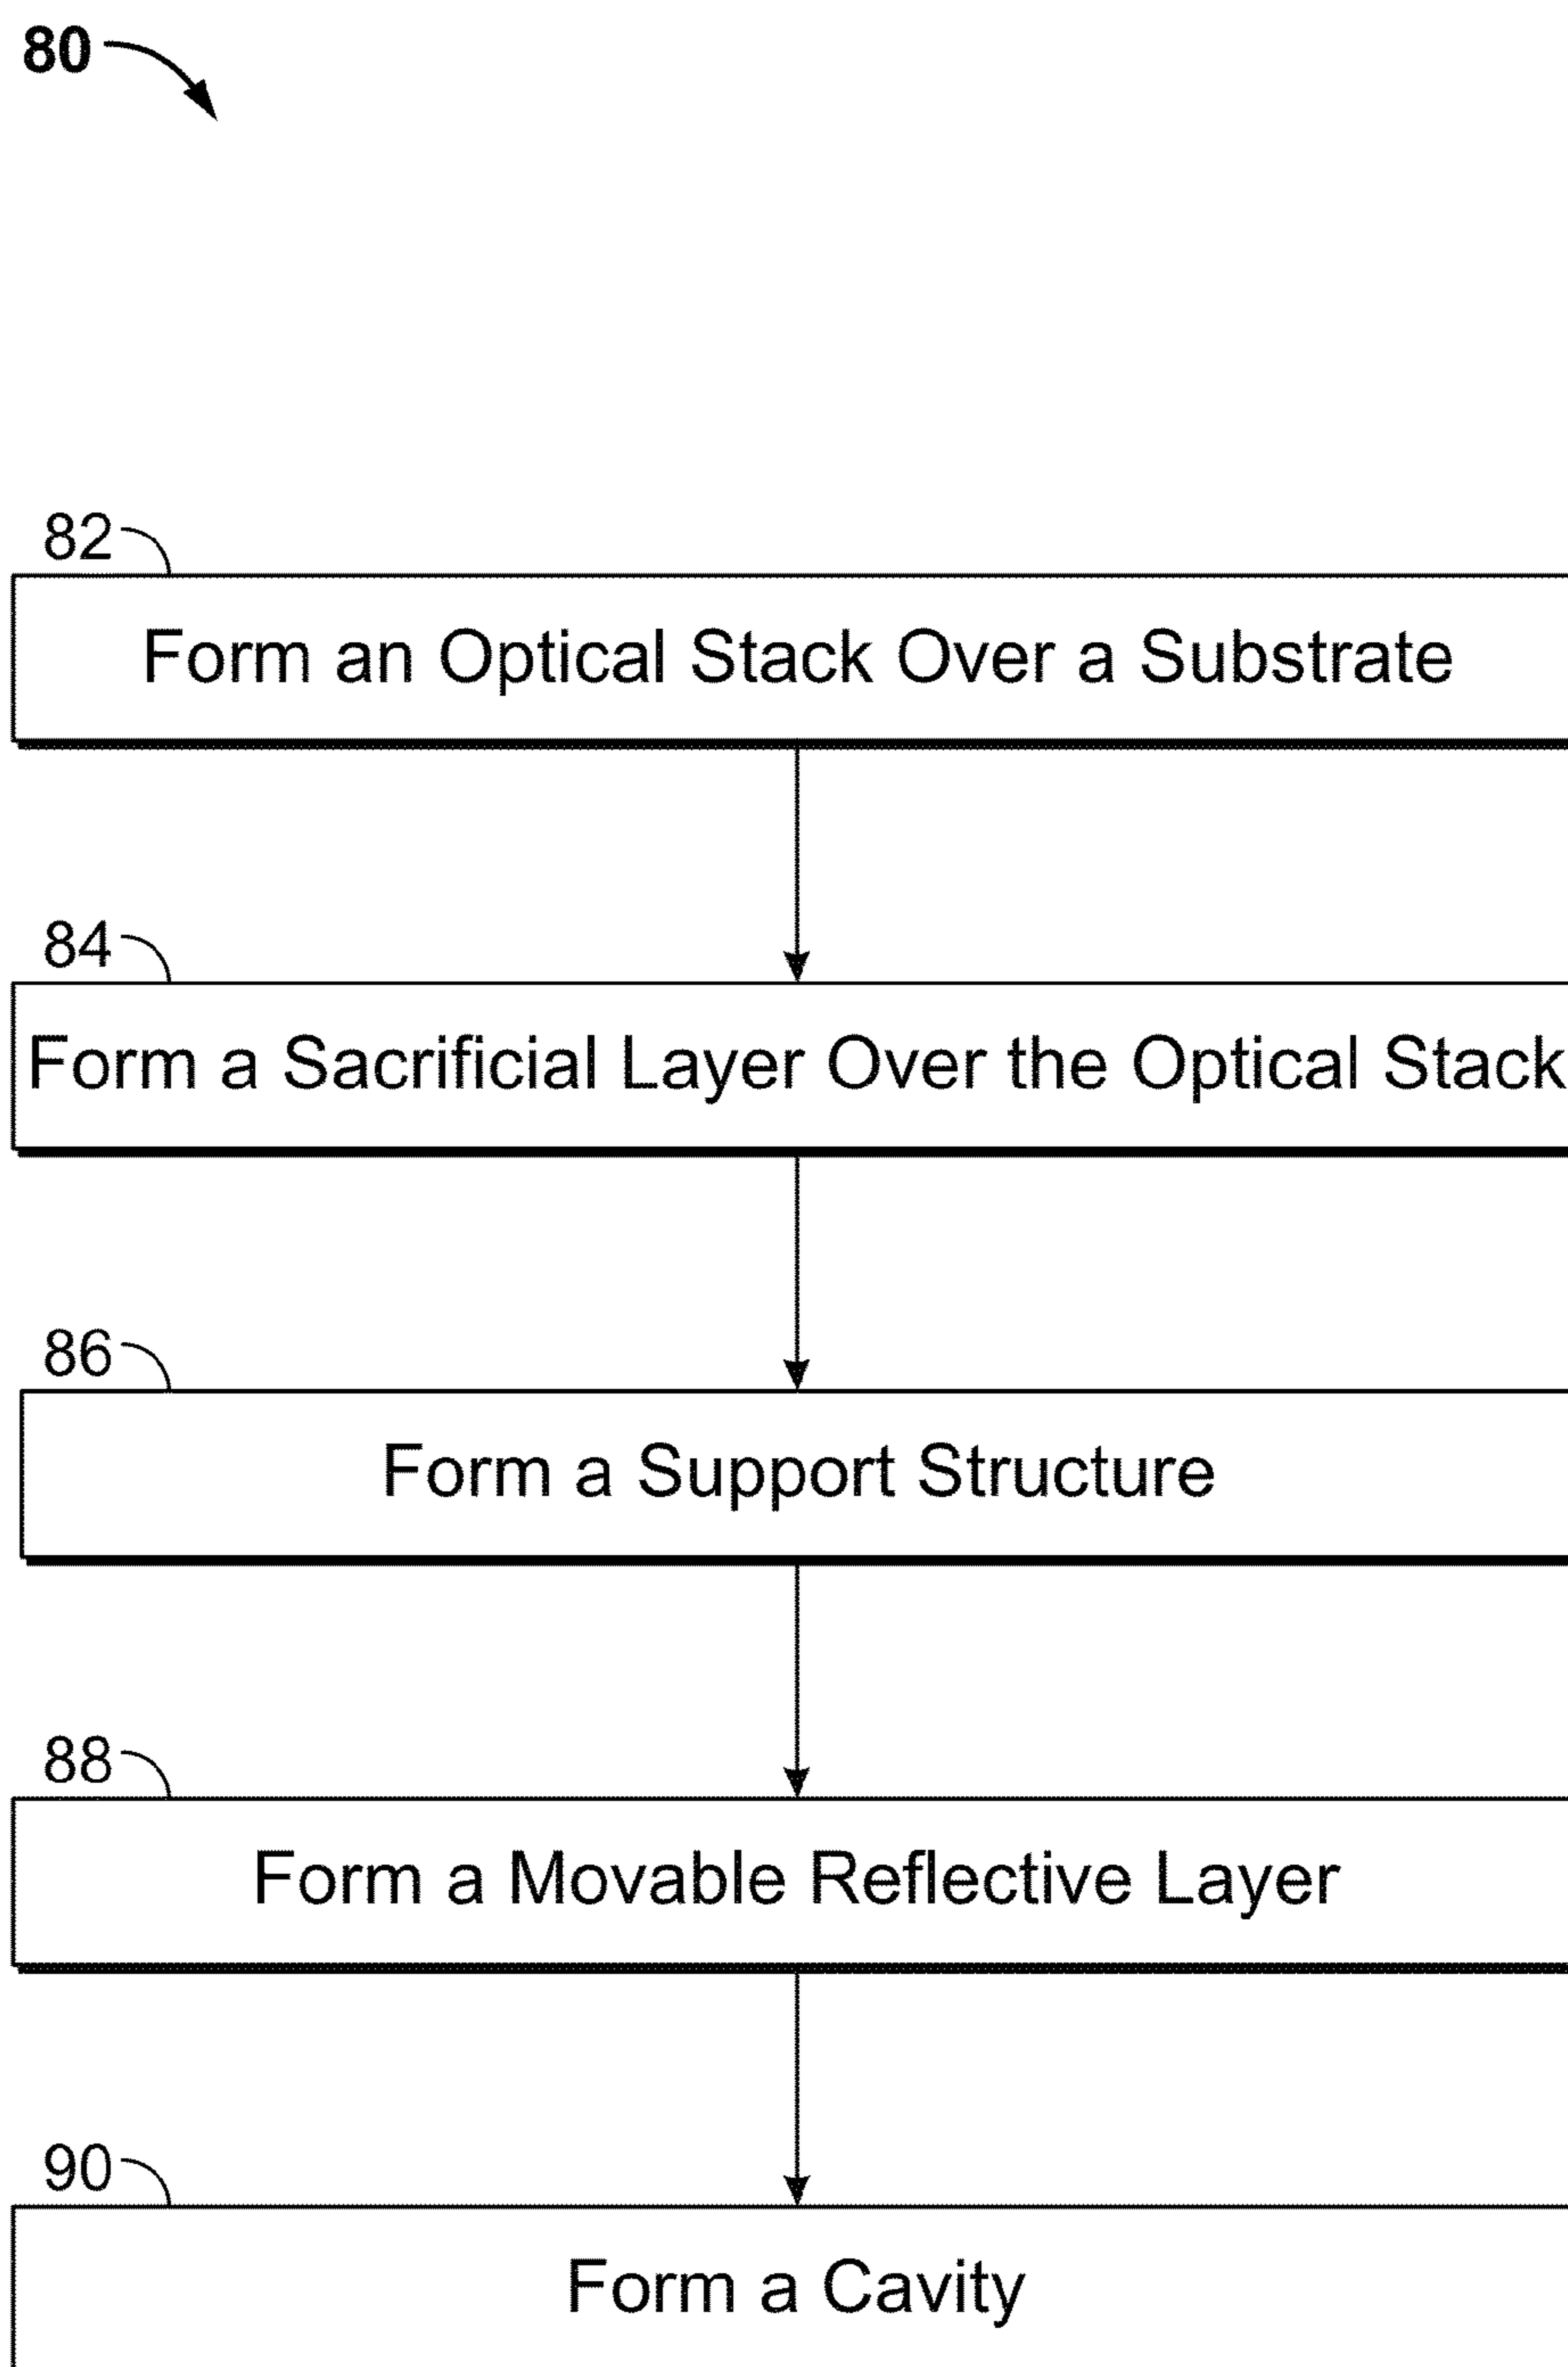 80
82
Form an Optical Stack Over a Substrate
84
Form a Sacrificial Layer Over the Optical Stack
86
Form a Support Structure
88
Form a Movable Reflective Layer
90
Form a Cavity